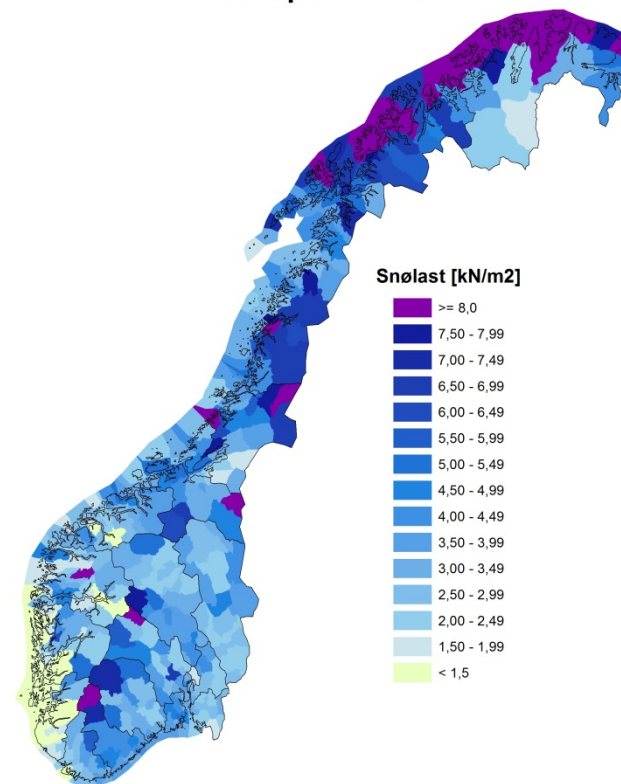 Snølast [kN/m2]
>= 8,0
7,50 - 7,99
7,00 - 7,49
6,50 - 6,99
6,00 - 6,49
5,50 - 5,99
5,00 - 5,49
4,50 - 4,99
4,00 - 4,49
3,50 - 3,99
3,00 - 3,49
2,50 - 2,99
2,00 - 2,49
1,50 - 1,99
< 1,5